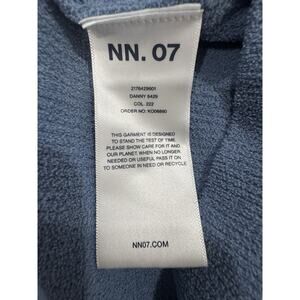 NN. 07
2176429601
DANNY 6429
COL. 222
ORDER NO: KO06660
THIS GARMENT IS DESIGNED
TO STAND THE TEST OF TIME.
PLEASE SHOW CARE FOR IT AND
OUR PLANET. WHEN NO LONGER
NEEDED OR USEFUL PASS IT ON
TO SOMEONE IN NEED OR RECYCLE.
NN07.COM